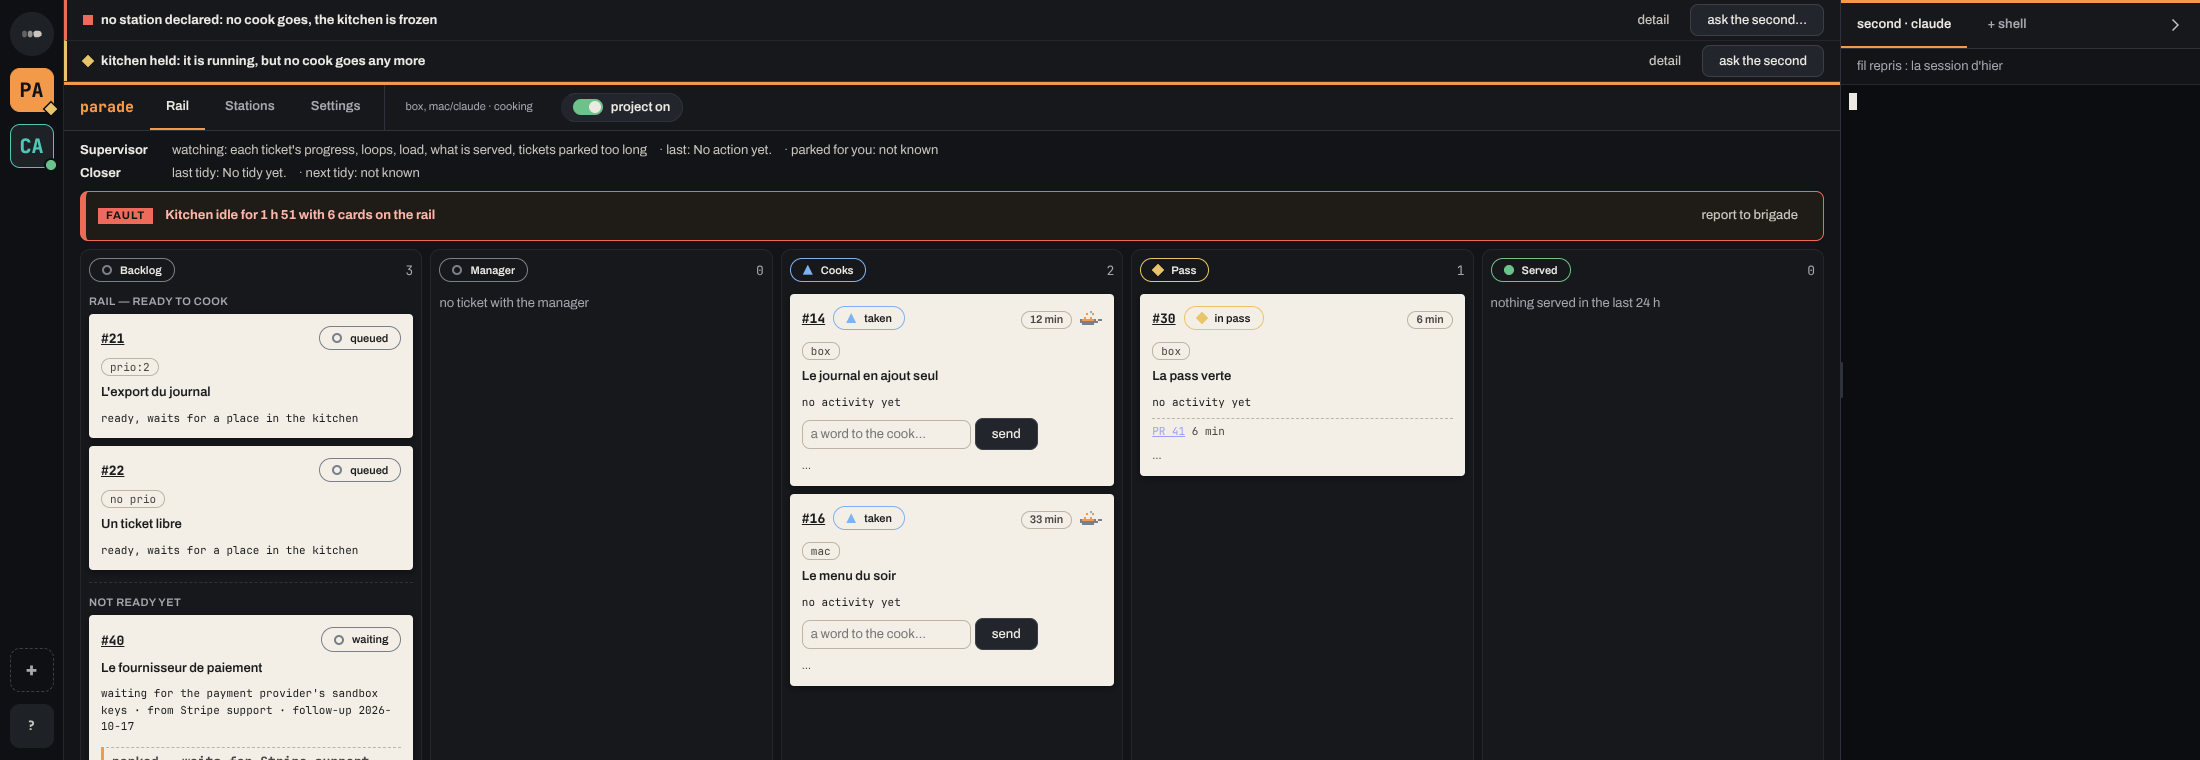 no station declared: no cook goes, the kitchen is frozen
detail
ask the second...
kitchen held: it is running, but no cook goes any more
detail
ask the second
PA
CA
+
?
parade
Rail
Stations
Settings
box, mac/claude · cooking
project on
Supervisor
watching: each ticket's progress, loops, load, what is served, tickets parked too long · last: No action yet. · parked for you: not known
Closer
last tidy: No tidy yet. · next tidy: not known
FAULT
Kitchen idle for 1 h 51 with 6 cards on the rail
report to brigade
Backlog
3
RAIL — READY TO COOK
#21
queued
prio:2
L'export du journal
ready, waits for a place in the kitchen
#22
queued
no prio
Un ticket libre
ready, waits for a place in the kitchen
NOT READY YET
#40
waiting
Le fournisseur de paiement
waiting for the payment provider's sandbox
keys · from Stripe support · follow-up 2026-
10-17
Manager
0
no ticket with the manager
Cooks
2
#14
taken
12 min
box
Le journal en ajout seul
no activity yet
a word to the cook...
send
...
#16
taken
33 min
mac
Le menu du soir
no activity yet
a word to the cook...
send
...
Pass
1
#30
in pass
6 min
box
La pass verte
no activity yet
PR 41 6 min
...
Served
0
nothing served in the last 24 h
second · claude
+ shell
fil repris : la session d'hier